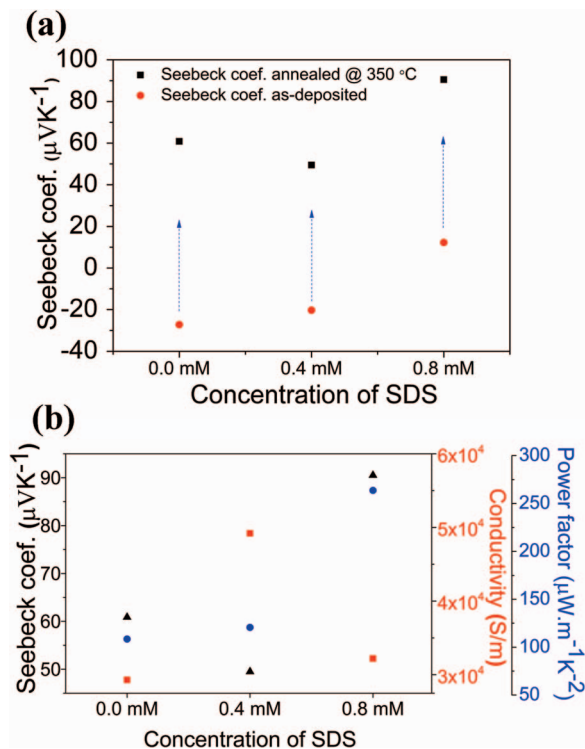 (a)
100
80
60
40
20
0
-20
-40
Seebeck coef. (μVK⁻¹)
Seebeck coef. annealed @ 350 °C
Seebeck coef. as-deposited
0.0 mM
0.4 mM
0.8 mM
Concentration of SDS
(b)
90
80
70
60
50
Seebeck coef. (μVK⁻¹)
6x10⁴
5x10⁴
4x10⁴
3x10⁴
Conductivity (S/m)
300
250
200
150
100
50
Power factor (μW.m⁻¹K⁻²)
0.0 mM
0.4 mM
0.8 mM
Concentration of SDS